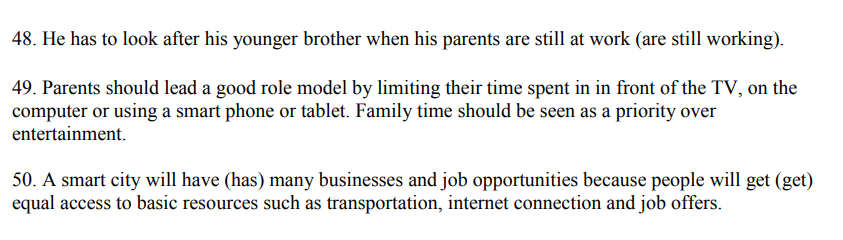 48. He has to look after his younger brother when his parents are still at work (are still working).
49. Parents should lead a good role model by limiting their time spent in in front of the TV, on the
computer or using a smart phone or tablet. Family time should be seen as a priority over
entertainment.
50. A smart city will have (has) many businesses and job opportunities because people will get (get)
equal access to basic resources such as transportation, internet connection and job offers.